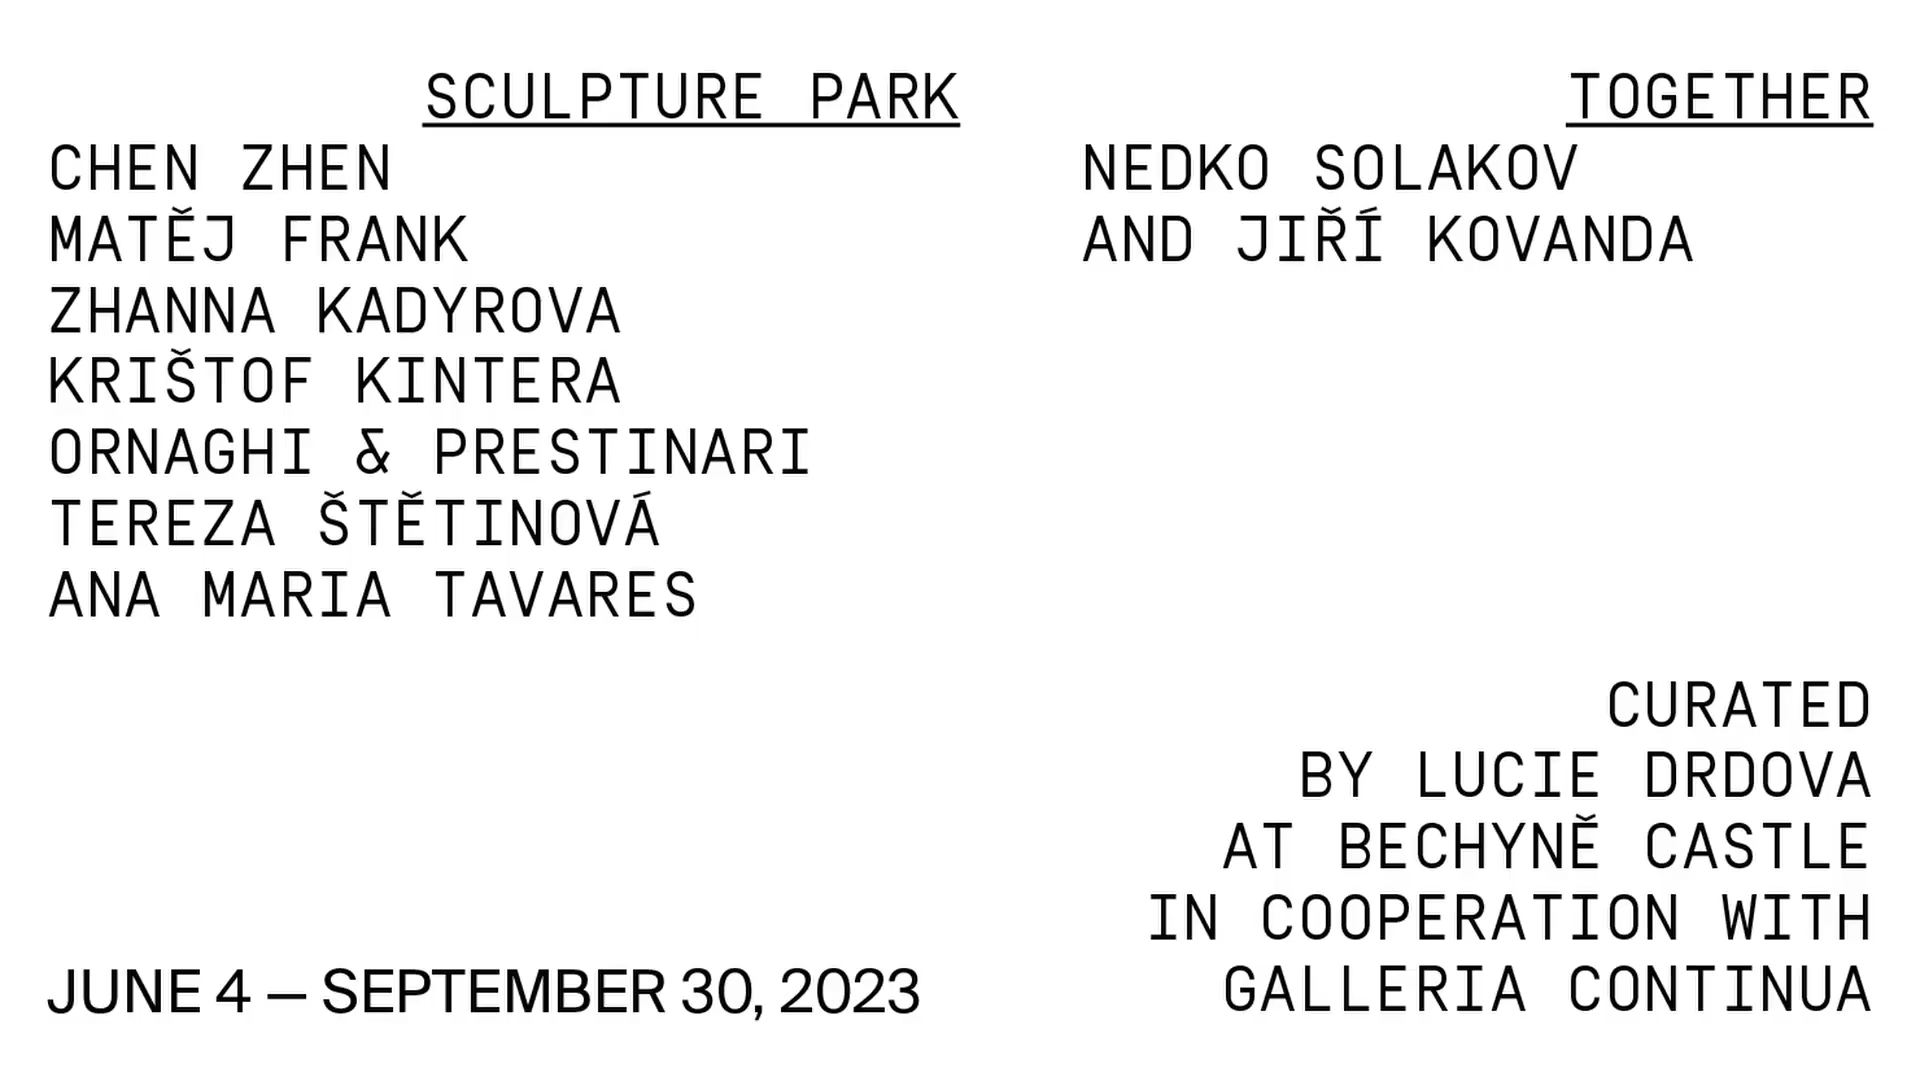 SCULPTURE PARK
CHEN ZHEN
MATĚJ FRANK
ZHANNA KADYROVA
KRIŠTOF KINTERA
ORNAGHI & PRESTINARI
TEREZA ŠTĚTINOVÁ
ANA MARIA TAVARES
JUNE 4 — SEPTEMBER 30, 2023
TOGETHER
NEDKO SOLAKOV
AND JIŘÍ KOVANDA
CURATED
BY LUCIE DRDOVA
AT BECHYNĚ CASTLE
IN COOPERATION WITH
GALLERIA CONTINUA